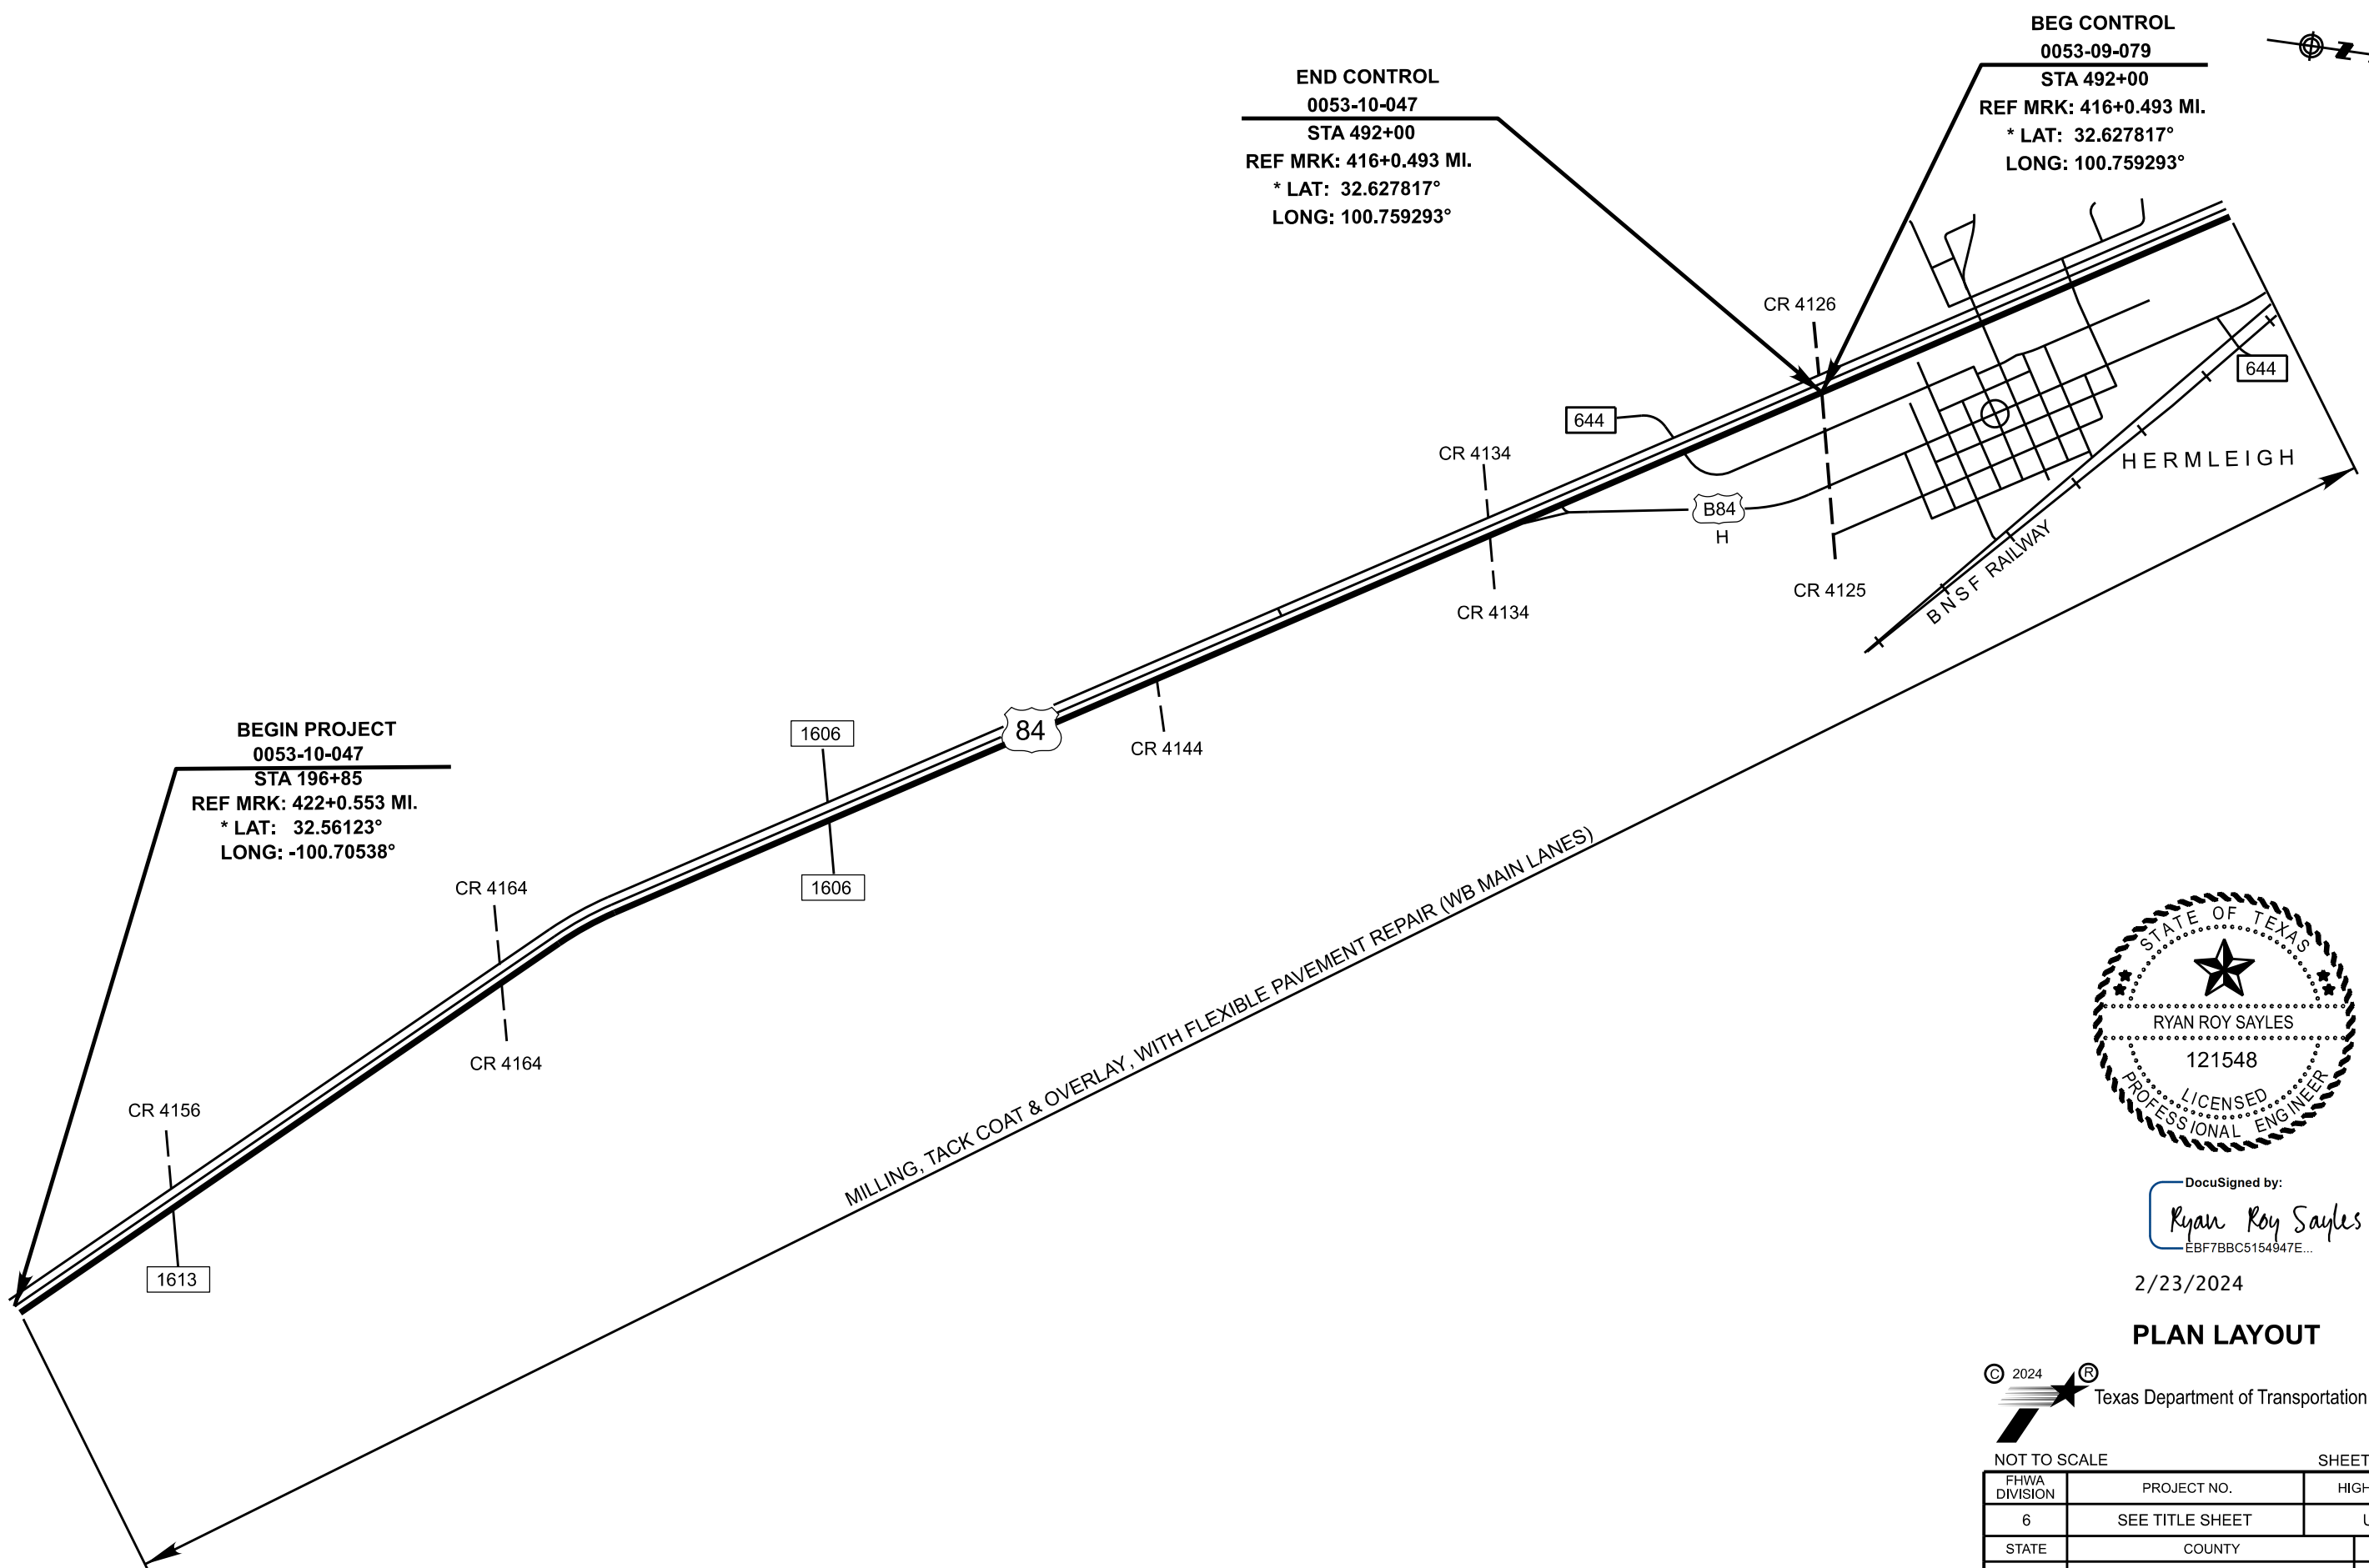 BEG CONTROL
0053-09-079
STA 492+00
REF MRK: 416+0.493 MI.
* LAT: 32.627817°
LONG: 100.759293°
END CONTROL
0053-10-047
STA 492+00
REF MRK: 416+0.493 MI.
* LAT: 32.627817°
LONG: 100.759293°
CR 4126
644
644
CR 4134
HERMLEIGH
B84
H
CR 4125
CR 4134
BNSF RAILWAY
BEGIN PROJECT
0053-10-047
STA 196+85
REF MRK: 422+0.553 MI.
* LAT: 32.56123°
LONG: -100.70538°
1606
84
CR 4144
1606
CR 4164
CR 4164
CR 4156
1613
MILLING, TACK COAT & OVERLAY, WITH FLEXIBLE PAVEMENT REPAIR (WB MAIN LANES)
STATE OF TEXAS
RYAN ROY SAYLES
121548
LICENSED
PROFESSIONAL ENGINEER
DocuSigned by:
Ryan Roy Sayles
EBF7BBC5154947E...
2/23/2024
PLAN LAYOUT
© 2024 ®
Texas Department of Transportation
NOT TO SCALE SHEET
FHWA DIVISION PROJECT NO. HIGH
6 SEE TITLE SHEET U
STATE COUNTY